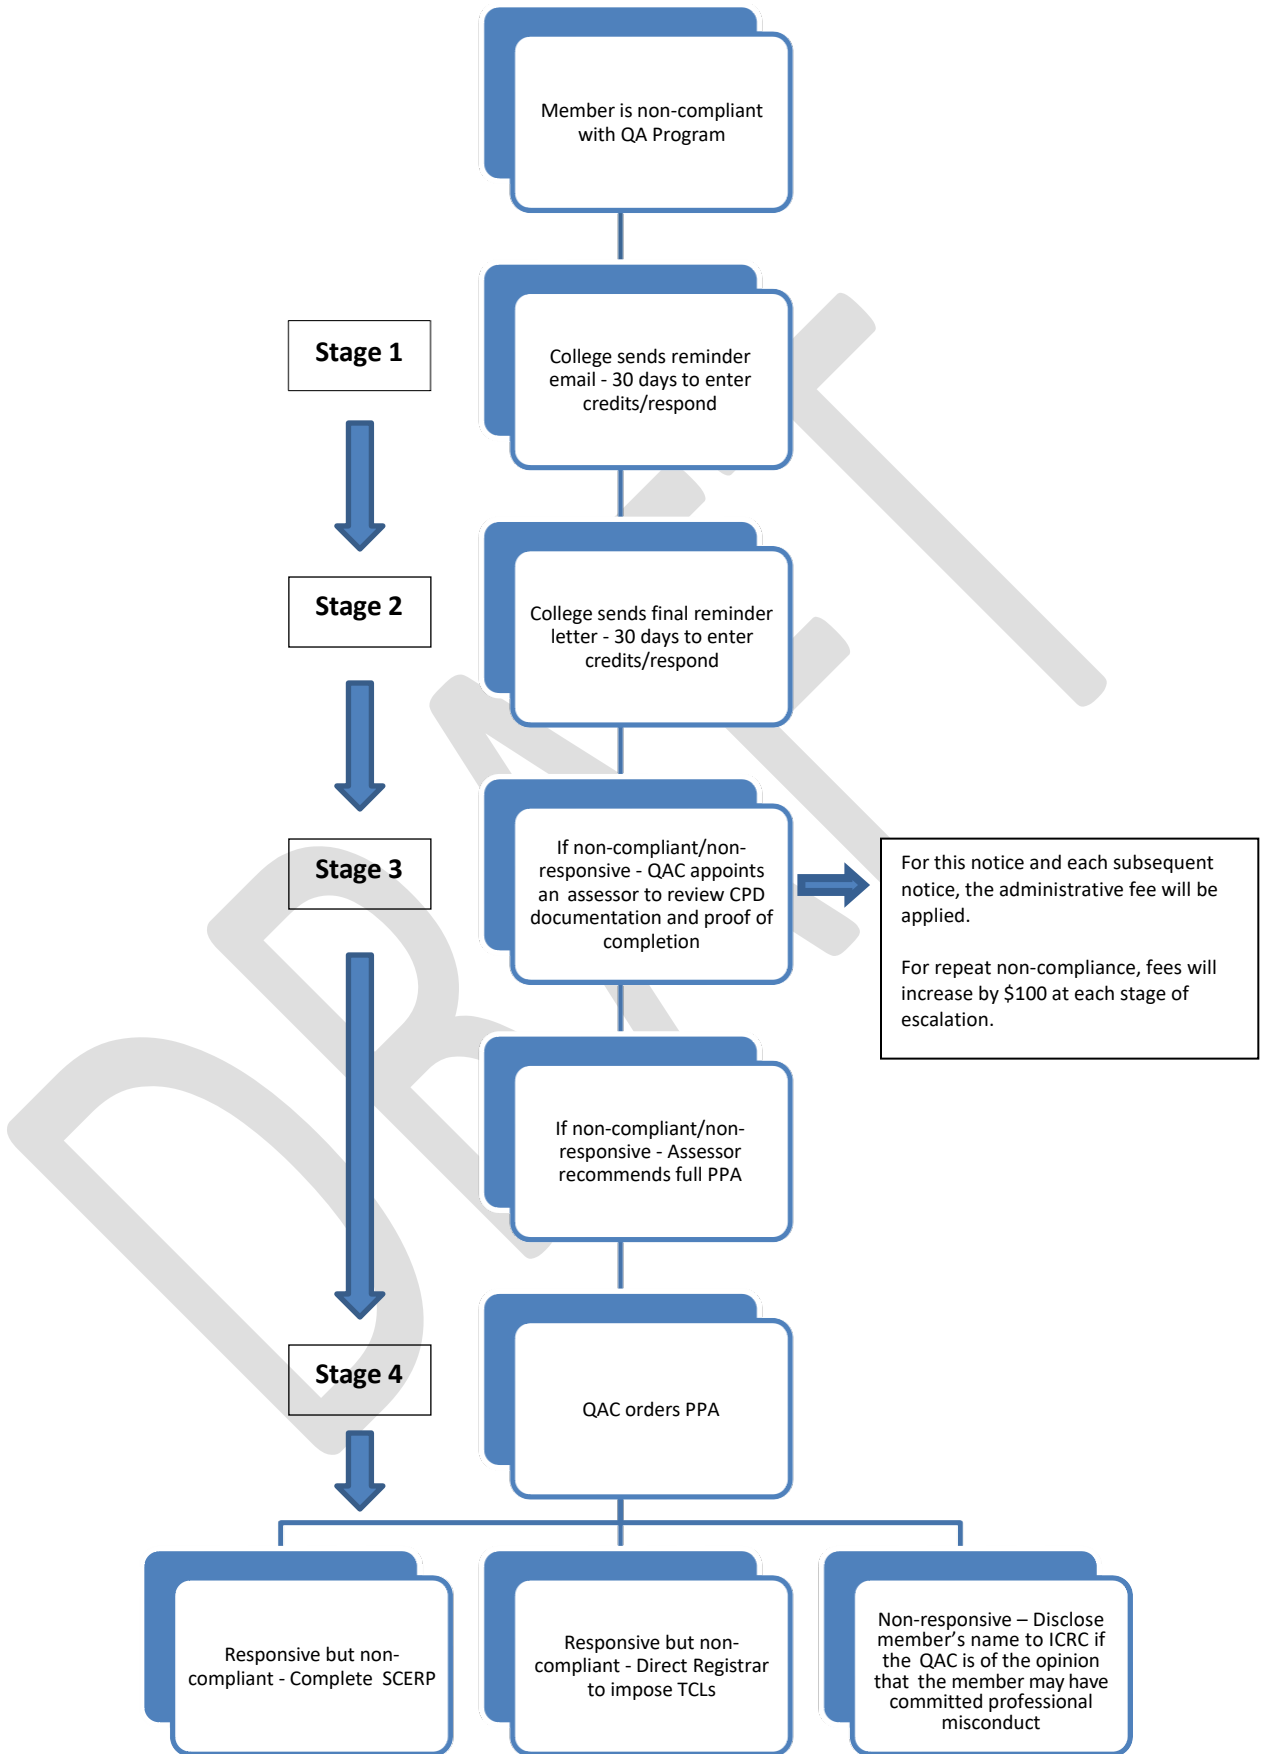 Member is non-compliant
with QA Program
Stage 1
College sends reminder
email - 30 days to enter
credits/respond
Stage 2
College sends final reminder
letter - 30 days to enter
credits/respond
Stage 3
If non-compliant/non-
responsive - QAC appoints
an assessor to review CPD
documentation and proof of
completion
For this notice and each subsequent
notice, the administrative fee will be
applied.
For repeat non-compliance, fees will
increase by $100 at each stage of
escalation.
If non-compliant/non-
responsive - Assessor
recommends full PPA
Stage 4
QAC orders PPA
Responsive but non-
compliant - Complete SCERP
Responsive but non-
compliant - Direct Registrar
to impose TCLs
Non-responsive – Disclose
member’s name to ICRC if
the QAC is of the opinion
that the member may have
committed professional
misconduct
DRAFT